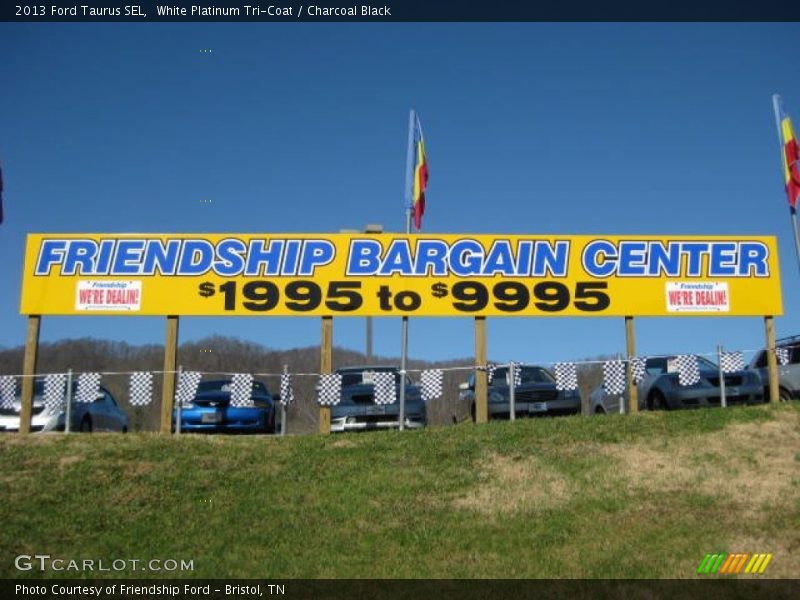 2013 Ford Taurus SEL,  White Platinum Tri-Coat / Charcoal Black
FRIENDSHIP BARGAIN CENTER
$1995 to $9995
Friendship
WE'RE DEALIN!
Friendship
WE'RE DEALIN!
GTCARLOT.COM
Photo Courtesy of Friendship Ford - Bristol, TN